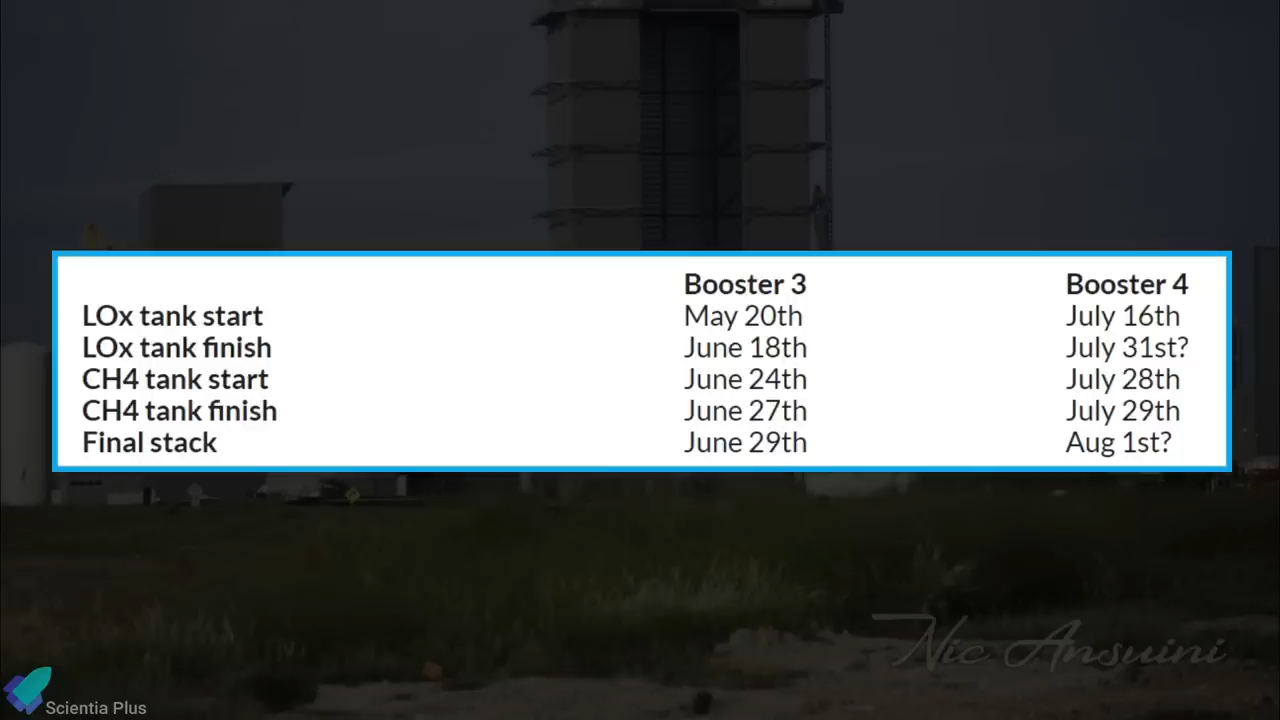 Booster 3 Booster 4
LOx tank start May 20th July 16th
LOx tank finish June 18th July 31st?
CH4 tank start June 24th July 28th
CH4 tank finish June 27th July 29th
Final stack June 29th Aug 1st?
Nic Ansuini
Scientia Plus